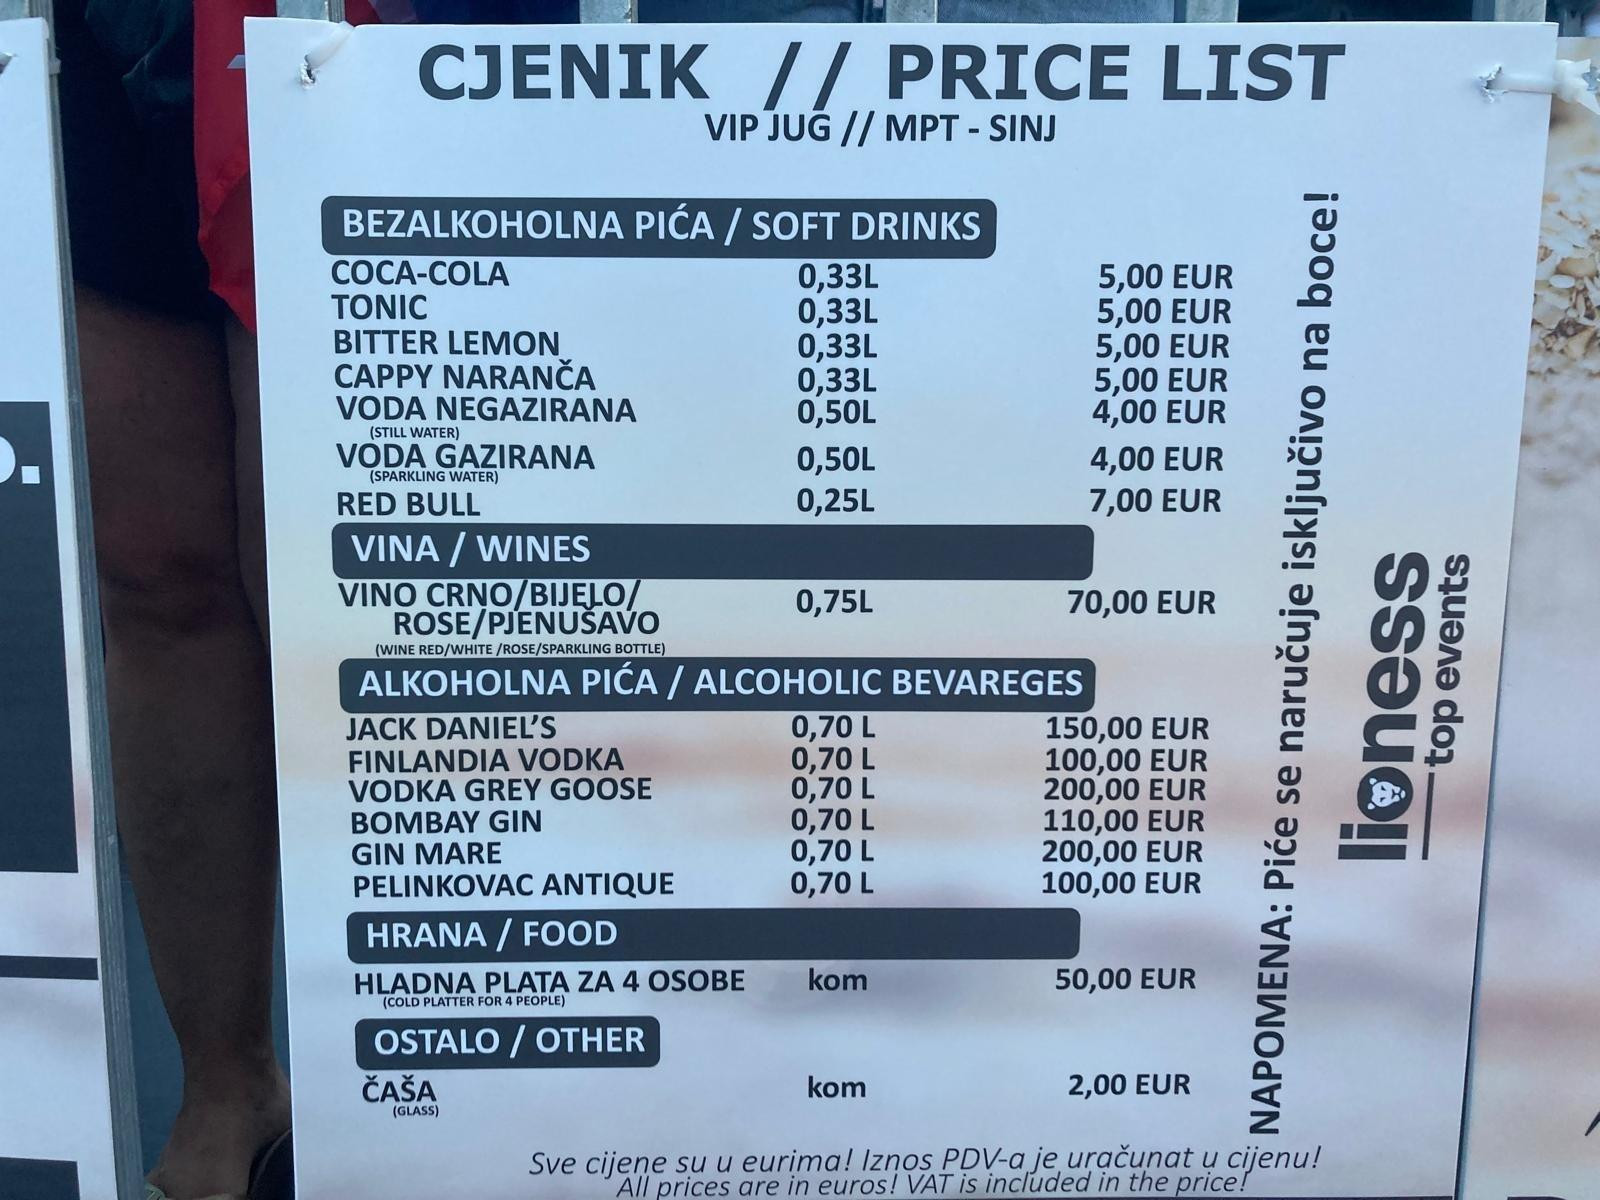 CJENIK // PRICE LIST
VIP JUG // MPT - SINJ
BEZALKOHOLNA PIĆA / SOFT DRINKS
COCA-COLA 0,33L 5,00 EUR
TONIC 0,33L 5,00 EUR
BITTER LEMON 0,33L 5,00 EUR
CAPPY NARANČA 0,33L 5,00 EUR
VODA NEGAZIRANA 0,50L 4,00 EUR
(STILL WATER)
VODA GAZIRANA 0,50L 4,00 EUR
(SPARKLING WATER)
RED BULL 0,25L 7,00 EUR
VINA / WINES
VINO CRNO/BIJELO/ 0,75L 70,00 EUR
ROSE/PJENUŠAVO
(WINE RED/WHITE /ROSE/SPARKLING BOTTLE)
ALKOHOLNA PIĆA / ALCOHOLIC BEVAREGES
JACK DANIEL'S 0,70 L 150,00 EUR
FINLANDIA VODKA 0,70 L 100,00 EUR
VODKA GREY GOOSE 0,70 L 200,00 EUR
BOMBAY GIN 0,70 L 110,00 EUR
GIN MARE 0,70 L 200,00 EUR
PELINKOVAC ANTIQUE 0,70 L 100,00 EUR
HRANA / FOOD
HLADNA PLATA ZA 4 OSOBE kom 50,00 EUR
(COLD PLATTER FOR 4 PEOPLE)
OSTALO / OTHER
ČAŠA kom 2,00 EUR
(GLASS)
Sve cijene su u eurima! Iznos PDV-a je uračunat u cijenu!
All prices are in euros! VAT is included in the price!
NAPOMENA: Piće se naručuje isključivo na boce!
lioness
top events